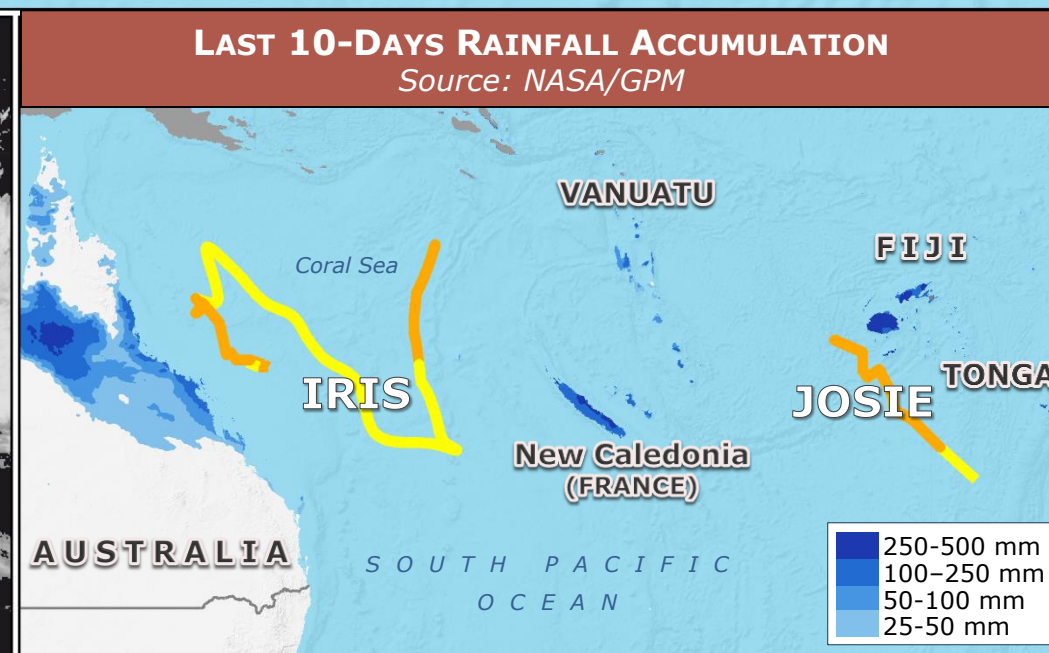 LAST 10-DAYS RAINFALL ACCUMULATION
Source: NASA/GPM
VANUATU
FIJI
Coral Sea
TONGA
IRIS
JOSIE
New Caledonia
(FRANCE)
AUSTRALIA
SOUTH PACIFIC
OCEAN
250-500 mm
100–250 mm
50-100 mm
25-50 mm